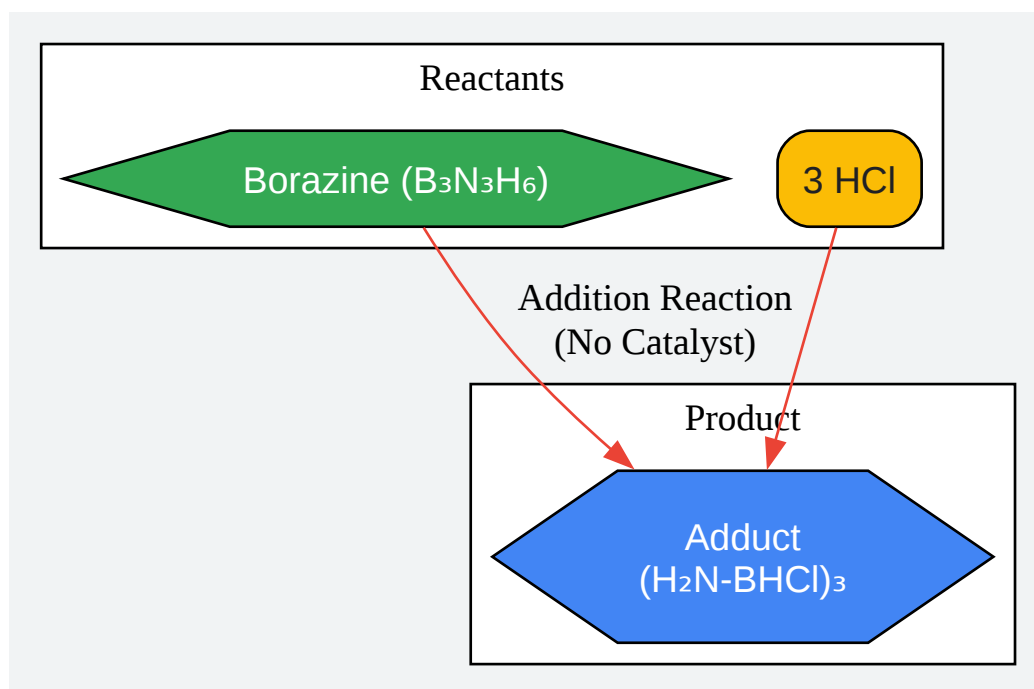 Reactants
Borazine (B₃N₃H₆)
3 HCl
Addition Reaction
(No Catalyst)
Product
Adduct
(H₂N-BHCl)₃